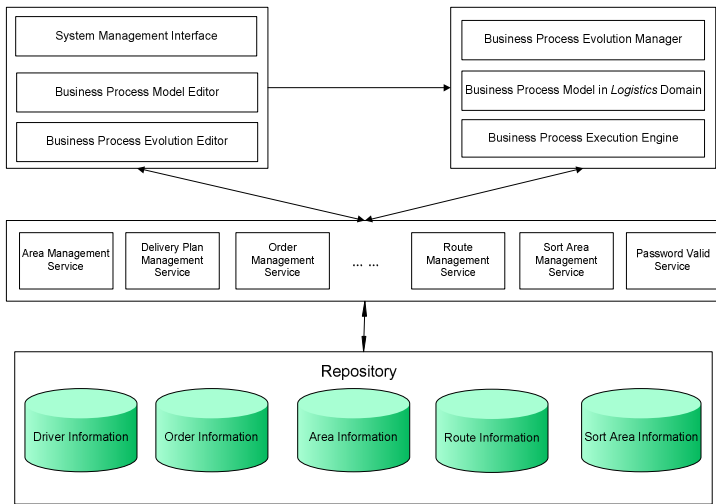 System Management Interface
Business Process Model Editor
Business Process Evolution Editor
Business Process Evolution Manager
Business Process Model in Logistics Domain
Business Process Execution Engine
Area Management
Service
Delivery Plan
Management
Service
Order
Management
Service
... ...
Route
Management
Service
Sort Area
Management
Service
Password Valid
Service
Repository
Driver Information
Order Information
Area Information
Route Information
Sort Area Information